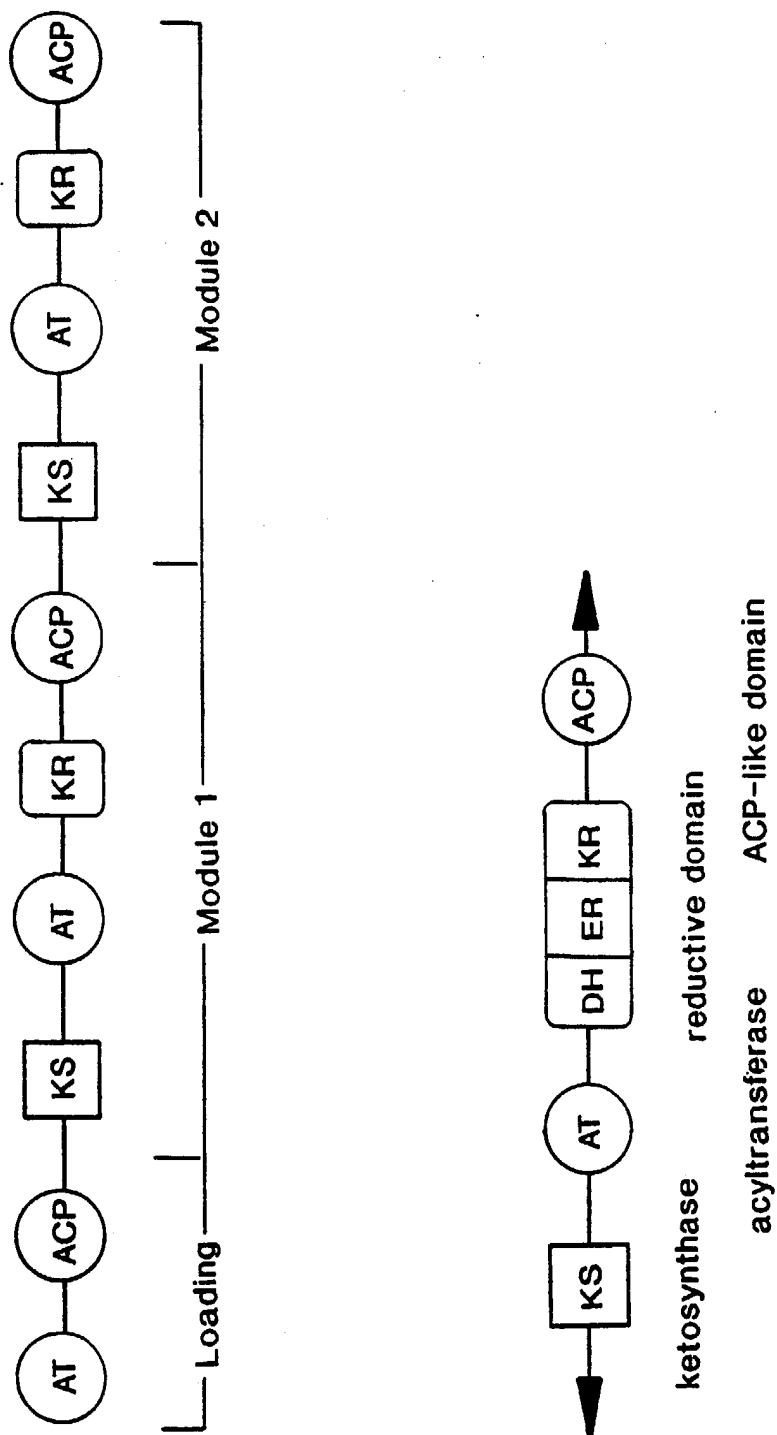 AT ACP KS AT KR ACP KS AT KR ACP
Loading Module 1 Module 2
KS AT DH ER KR ACP
ketosynthase reductive domain
acyltransferase ACP-like domain